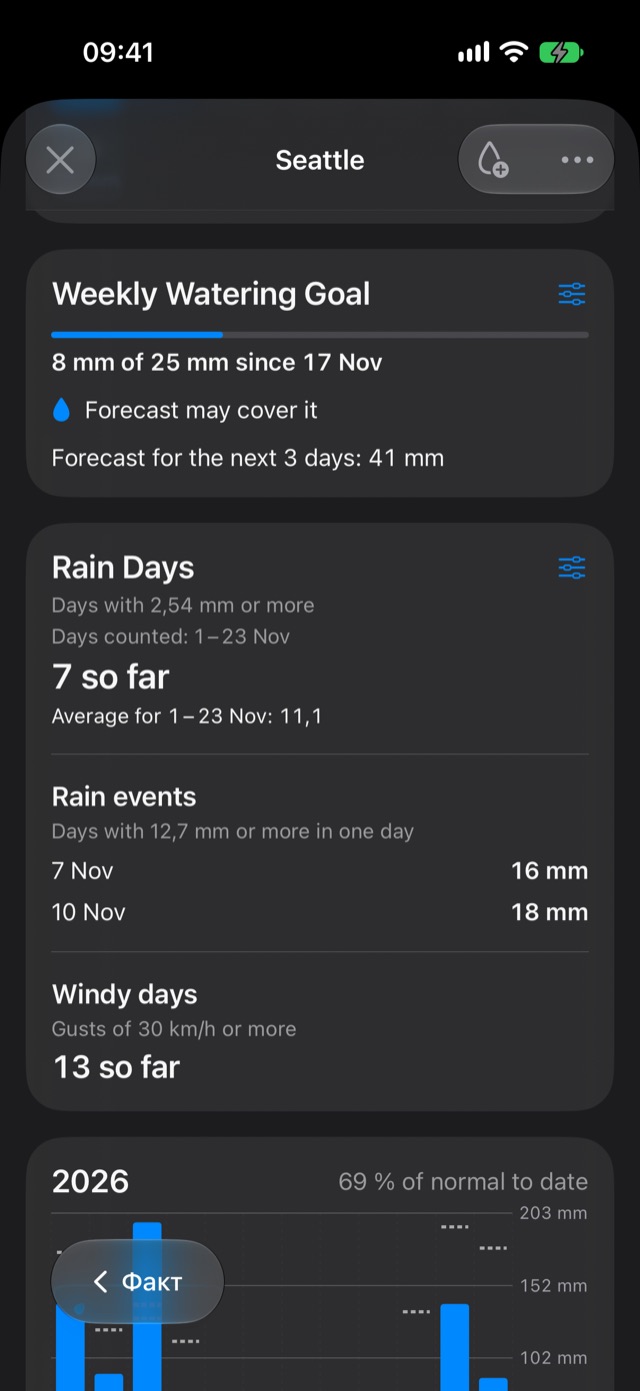 09:41
Seattle
Weekly Watering Goal
8 mm of 25 mm since 17 Nov
Forecast may cover it
Forecast for the next 3 days: 41 mm
Rain Days
Days with 2,54 mm or more
Days counted: 1–23 Nov
7 so far
Average for 1–23 Nov: 11,1
Rain events
Days with 12,7 mm or more in one day
7 Nov 16 mm
10 Nov 18 mm
Windy days
Gusts of 30 km/h or more
13 so far
2026 69 % of normal to date
203 mm
Факт
152 mm
102 mm